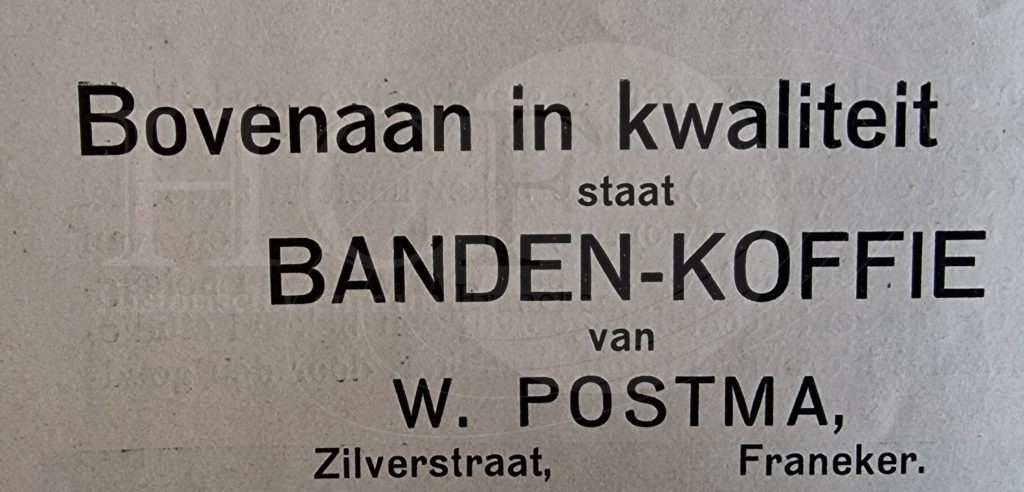 Bovenaan in kwaliteit
staat
BANDEN-KOFFIE
van
W. POSTMA,
Zilverstraat, Franeker.